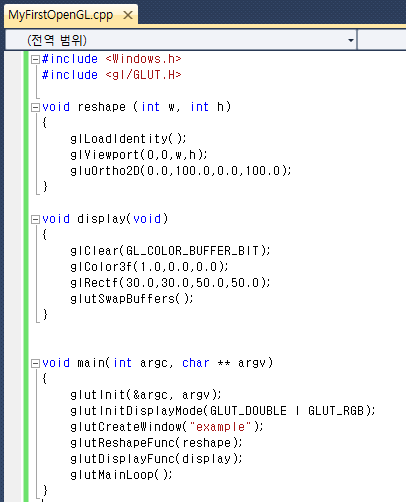 MyFirstOpenGL.cpp
(전역 범위)
#include <Windows.h>
#include <gl/GLUT.H>
void reshape (int w, int h)
{
glLoadIdentity();
glViewport(0,0,w,h);
gluOrtho2D(0.0,100.0,0.0,100.0);
}
void display(void)
{
glClear(GL_COLOR_BUFFER_BIT);
glColor3f(1.0,0.0,0.0);
glRectf(30.0,30.0,50.0,50.0);
glutSwapBuffers();
}
void main(int argc, char ** argv)
{
glutInit(&argc, argv);
glutInitDisplayMode(GLUT_DOUBLE | GLUT_RGB);
glutCreateWindow("example");
glutReshapeFunc(reshape);
glutDisplayFunc(display);
glutMainLoop();
}